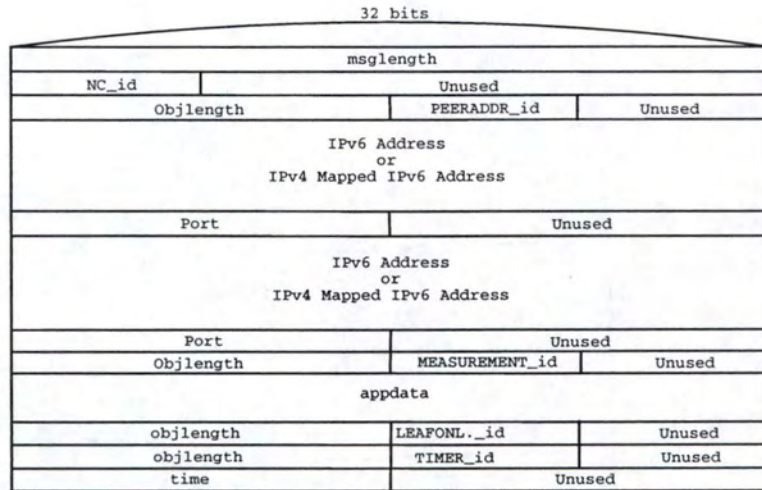 32 bits
msglength
NC_id Unused
Objlength PEERADDR_id Unused
IPv6 Address
or
IPv4 Mapped IPv6 Address
Port Unused
IPv6 Address
or
IPv4 Mapped IPv6 Address
Port Unused
Objlength MEASUREMENT_id Unused
appdata
objlength LEAFONL._id Unused
objlength TIMER_id Unused
time Unused